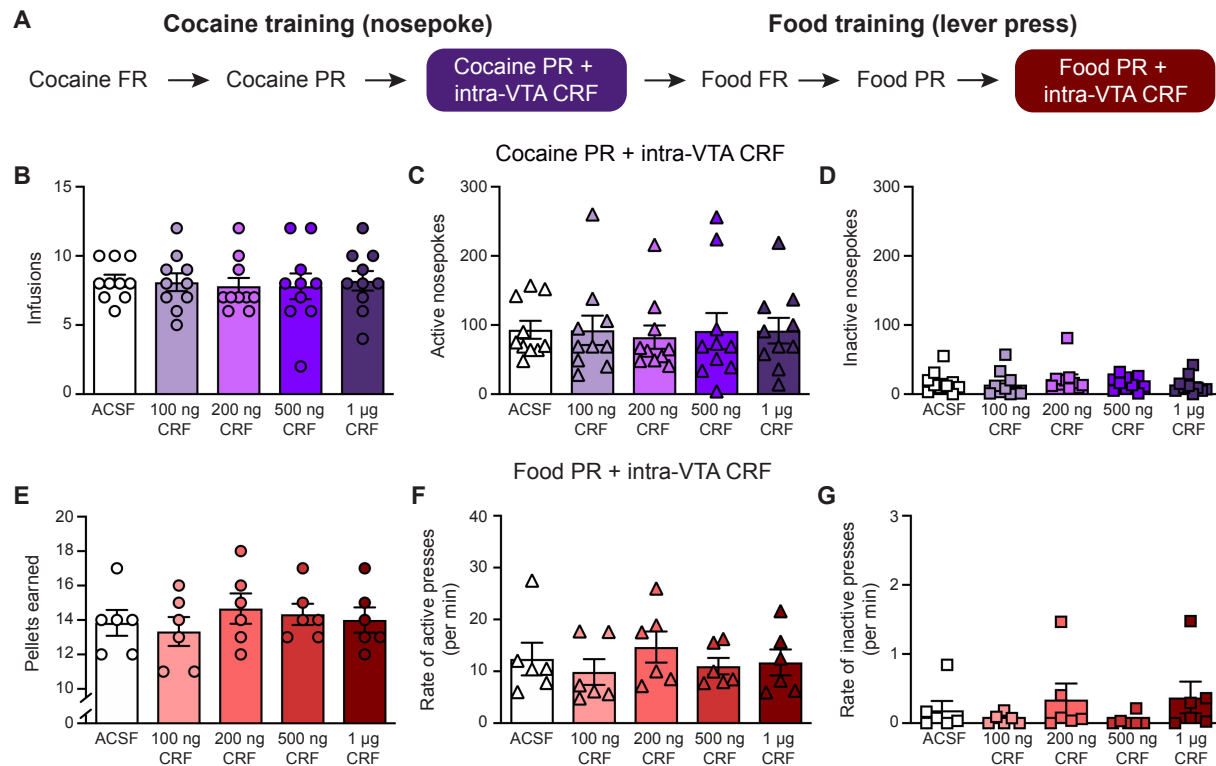 A
Cocaine training (nosepoke)
Food training (lever press)
Cocaine FR
Cocaine PR
Cocaine PR +
intra-VTA CRF
Food FR
Food PR
Food PR +
intra-VTA CRF
Cocaine PR + intra-VTA CRF
B
Infusions
15
10
5
0
ACSF
100 ng
CRF
200 ng
CRF
500 ng
CRF
1 µg
CRF
C
Active nosepokes
300
200
100
0
ACSF
100 ng
CRF
200 ng
CRF
500 ng
CRF
1 µg
CRF
D
Inactive nosepokes
300
200
100
0
ACSF
100 ng
CRF
200 ng
CRF
500 ng
CRF
1 µg
CRF
Food PR + intra-VTA CRF
E
Pellets earned
20
18
16
14
12
10
0
ACSF
100 ng
CRF
200 ng
CRF
500 ng
CRF
1 µg
CRF
F
Rate of active presses
(per min)
40
30
20
10
0
ACSF
100 ng
CRF
200 ng
CRF
500 ng
CRF
1 µg
CRF
G
Rate of inactive presses
(per min)
3
2
1
0
ACSF
100 ng
CRF
200 ng
CRF
500 ng
CRF
1 µg
CRF